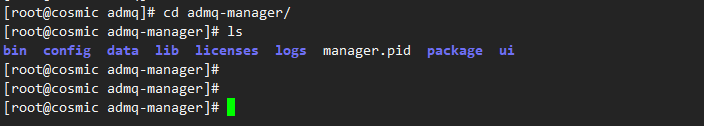 [root@cosmic admq]# cd admq-manager/
[root@cosmic admq-manager]# ls
bin  config  data  lib  licenses  logs  manager.pid  package  ui
[root@cosmic admq-manager]#
[root@cosmic admq-manager]#
[root@cosmic admq-manager]#